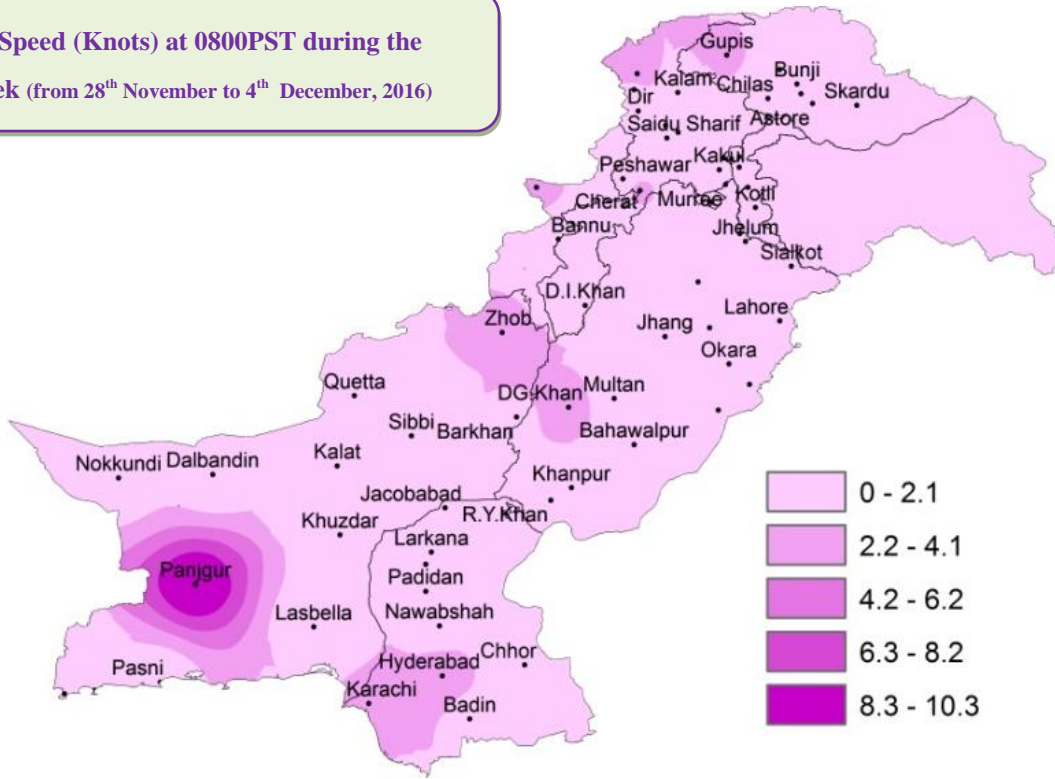 Speed (Knots) at 0800PST during the
(from 28th November to 4th December, 2016)
Gupis
Kalam
Chilas
Bunji
Skardu
Dir
Saidu Sharif
Astore
Peshawar
Kakul
Cherat
Murree
Kotli
Bannu
Jhelum
Sialkot
D.I.Khan
Zhob
Lahore
Jhang
Okara
Quetta
DG-Khan
Multan
Sibbi
Barkhan
Bahawalpur
Kalat
Nokkundi
Dalbandin
Khanpur
0 - 2.1
Jacobabad
R.Y.Khan
Khuzdar
Larkana
2.2 - 4.1
Panjgur
Padidan
4.2 - 6.2
Lasbella
Nawabshah
6.3 - 8.2
Pasni
Hyderabad
Chhor
Karachi
Badin
8.3 - 10.3